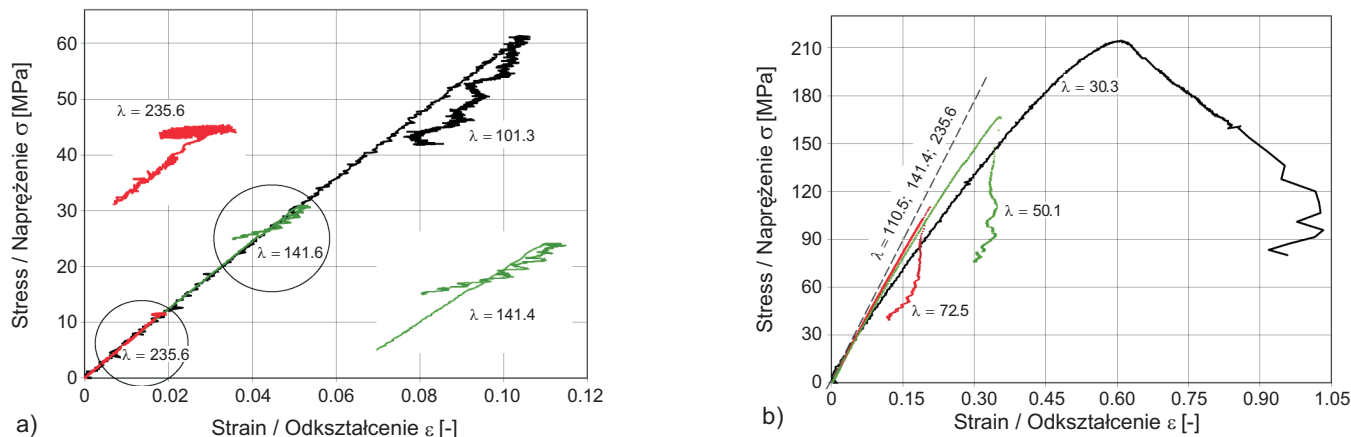 Stress / Naprężenie σ [MPa]
60
50
40
30
20
10
0
λ = 235.6
λ = 101.3
λ = 141.6
λ = 141.4
λ = 235.6
0
0.02
0.04
0.06
0.08
0.10
0.12
Strain / Odkształcenie ε [-]
a)
Stress / Naprężenie σ [MPa]
210
180
150
120
90
60
30
0
λ = 110.5; 141.4; 235.6
λ = 30.3
λ = 50.1
λ = 72.5
0
0.15
0.30
0.45
0.60
0.75
0.90
1.05
Strain / Odkształcenie ε [-]
b)